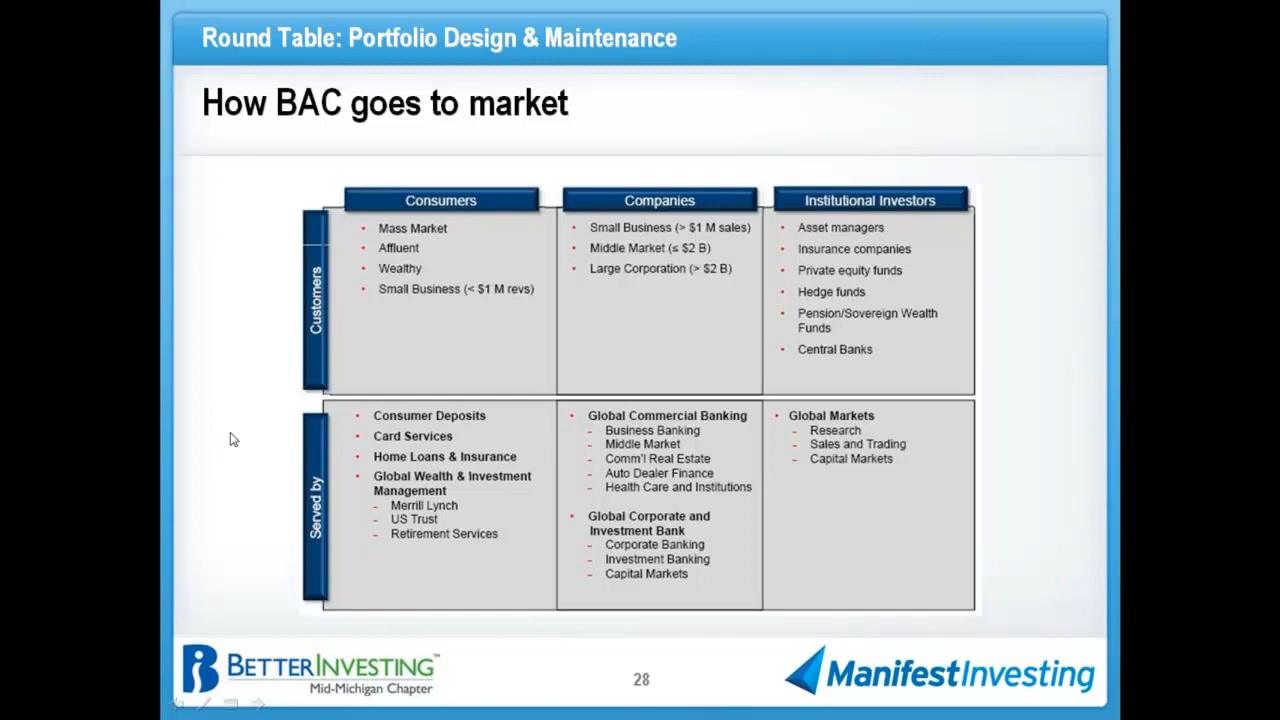 Round Table: Portfolio Design & Maintenance
How BAC goes to market
Consumers
Companies
Institutional Investors
Customers
• Mass Market
• Affluent
• Wealthy
• Small Business (< $1 M revs)
• Small Business (> $1 M sales)
• Middle Market (≤ $2 B)
• Large Corporation (> $2 B)
• Asset managers
• Insurance companies
• Private equity funds
• Hedge funds
• Pension/Sovereign Wealth
Funds
• Central Banks
Served by
• Consumer Deposits
• Card Services
• Home Loans & Insurance
• Global Wealth & Investment
Management
– Merrill Lynch
– US Trust
– Retirement Services
• Global Commercial Banking
– Business Banking
– Middle Market
– Comm'l Real Estate
– Auto Dealer Finance
– Health Care and Institutions
• Global Corporate and
Investment Bank
– Corporate Banking
– Investment Banking
– Capital Markets
• Global Markets
– Research
– Sales and Trading
– Capital Markets
BETTERINVESTING™
Mid-Michigan Chapter
28
ManifestInvesting